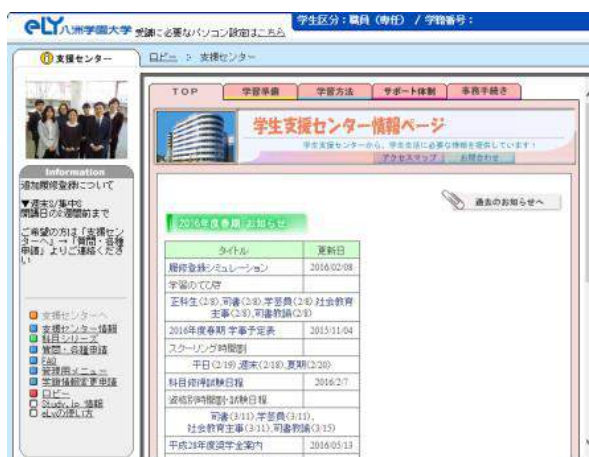 eLy 八洲学園大学 受講に必要なパソコン設定はこちら
学生区分：職員（専任） / 学籍番号：
支援センター
ロビー > 支援センター
TOP 学習準備 学習方法 サポート体制 事務手続き
学生支援センター情報ページ
学生支援センターから、学生生活に必要な情報を提供しています！
アクセスマップ お問合わせ
過去のお知らせへ
Information
追加履修登録について
▼週末S/集中S
開講日の2週間前まで
ご希望の方は「支援セン
ターへ」→「質問・各種
申請」よりご連絡くださ
い
支援センターへ
支援センター情報
科目シリーズ
質問・各種申請
FAQ
管理用メニュー
学籍情報変更申請
ロビー
Study.jp 情報
eLyの使い方
2016年度春期 お知らせ
タイトル 更新日
履修登録シミュレーション 2016/02/08
学習のてびき
正科生(2/8),司書(2/8),学芸員(2/8) 社会教育
主事(2/8),司書教諭(2/8)
2016年度春期 学事予定表 2015/11/04
スクーリング時間割
平日(2/19),週末(2/18),夏期(2/20)
科目修得試験日程 2016/2/7
資格別時間割・試験日程
司書(3/11),学芸員(3/11),
社会教育主事(3/11),司書教諭(3/15)
平成28年度奨学金案内 2016/05/13